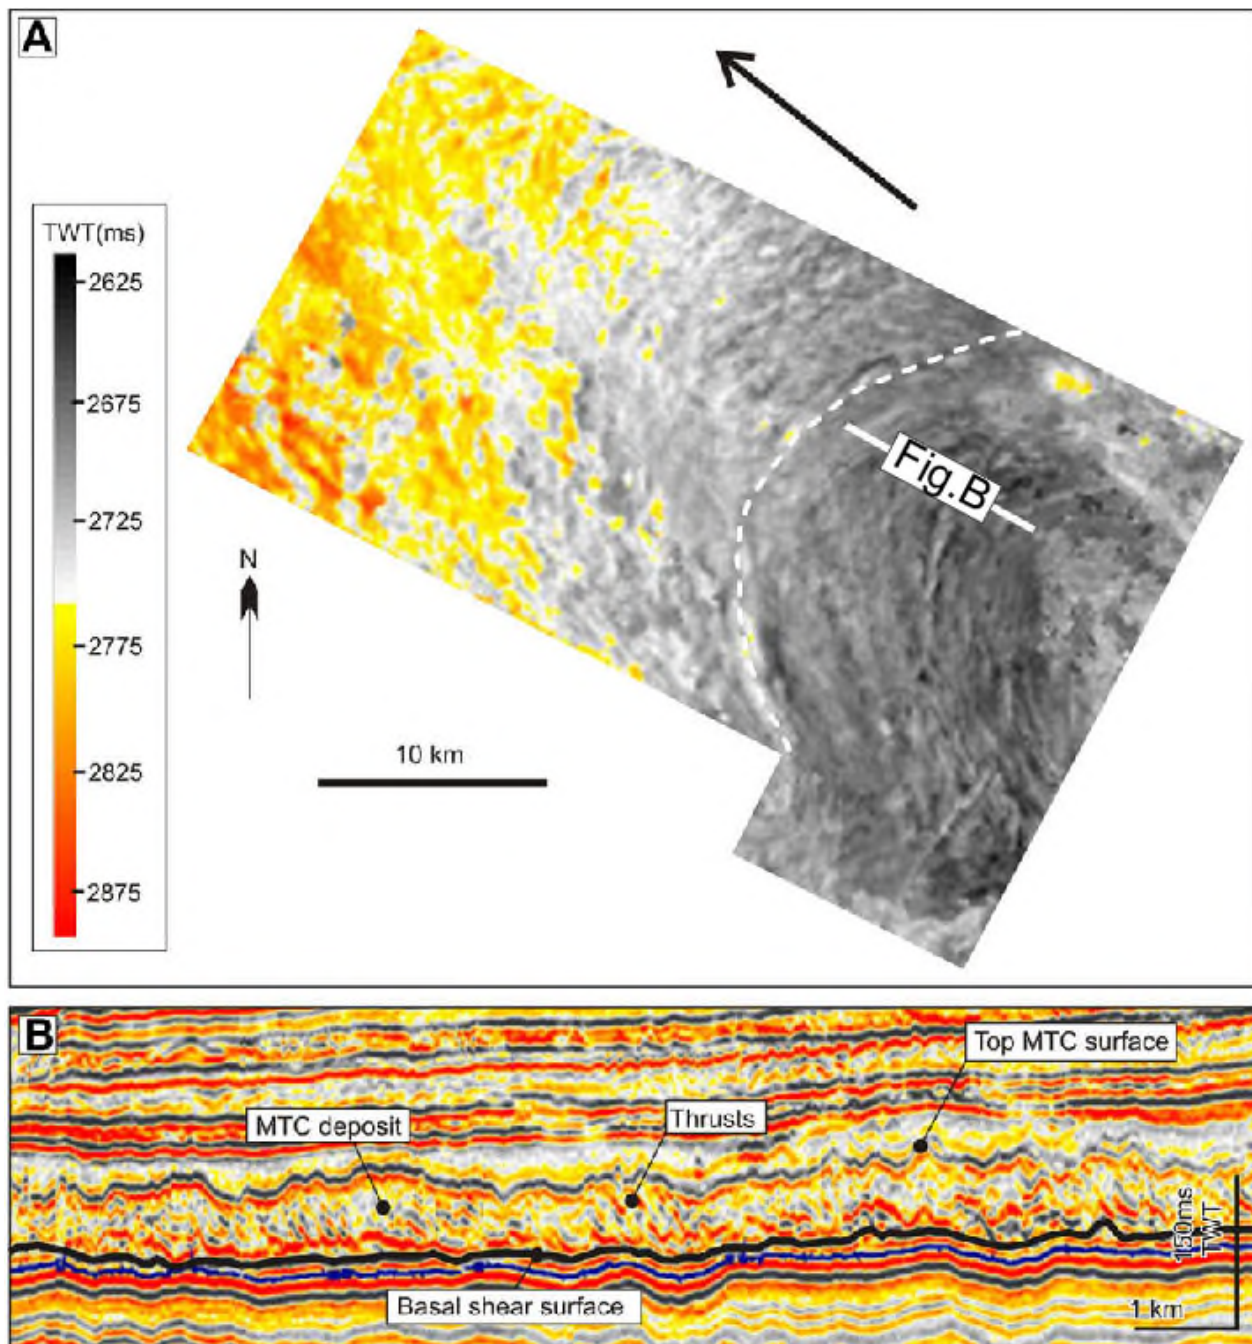 A
TWT(ms)
2625
2675
2725
2775
2825
2875
N
10 km
Fig.B
B
Top MTC surface
MTC deposit
Thrusts
Basal shear surface
150ms
TWT
1 km